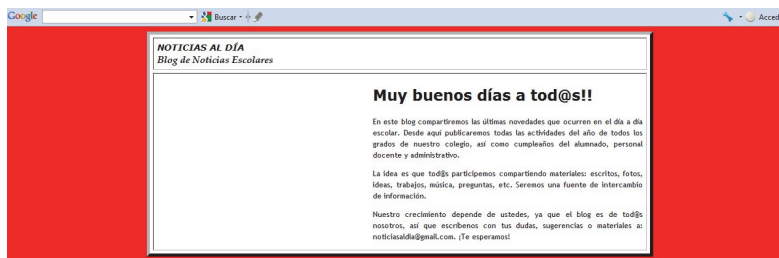 Google
Buscar
Acced
NOTICIAS AL DÍA
Blog de Noticias Escolares
Muy buenos días a tod@s!!
En este blog compartiremos las últimas novedades que ocurren en el día a día
escolar. Desde aquí publicaremos todas las actividades del año de todos los
grados de nuestro colegio, así como cumpleaños del alumnado, personal
docente y administrativo.
La idea es que tod@s participemos compartiendo materiales: escritos, fotos,
ideas, trabajos, música, preguntas, etc. Seremos una fuente de intercambio
de información.
Nuestro crecimiento depende de ustedes, ya que el blog es de tod@s
nosotros, así que escríbenos con tus dudas, sugerencias o materiales a:
noticiasaldia@gmail.com. ¡Te esperamos!